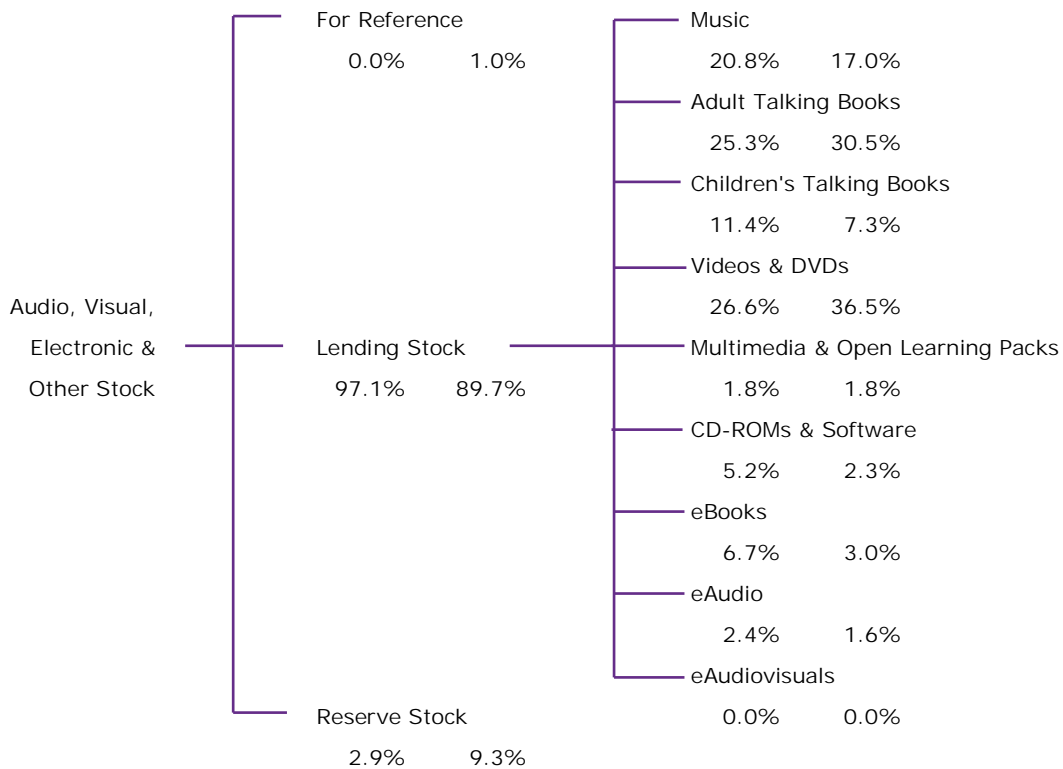 For Reference
0.0% 1.0%
Audio, Visual,
Electronic &
Other Stock
Lending Stock
97.1% 89.7%
Reserve Stock
2.9% 9.3%
Music
20.8% 17.0%
Adult Talking Books
25.3% 30.5%
Children's Talking Books
11.4% 7.3%
Videos & DVDs
26.6% 36.5%
Multimedia & Open Learning Packs
1.8% 1.8%
CD-ROMs & Software
5.2% 2.3%
eBooks
6.7% 3.0%
eAudio
2.4% 1.6%
eAudiovisuals
0.0% 0.0%